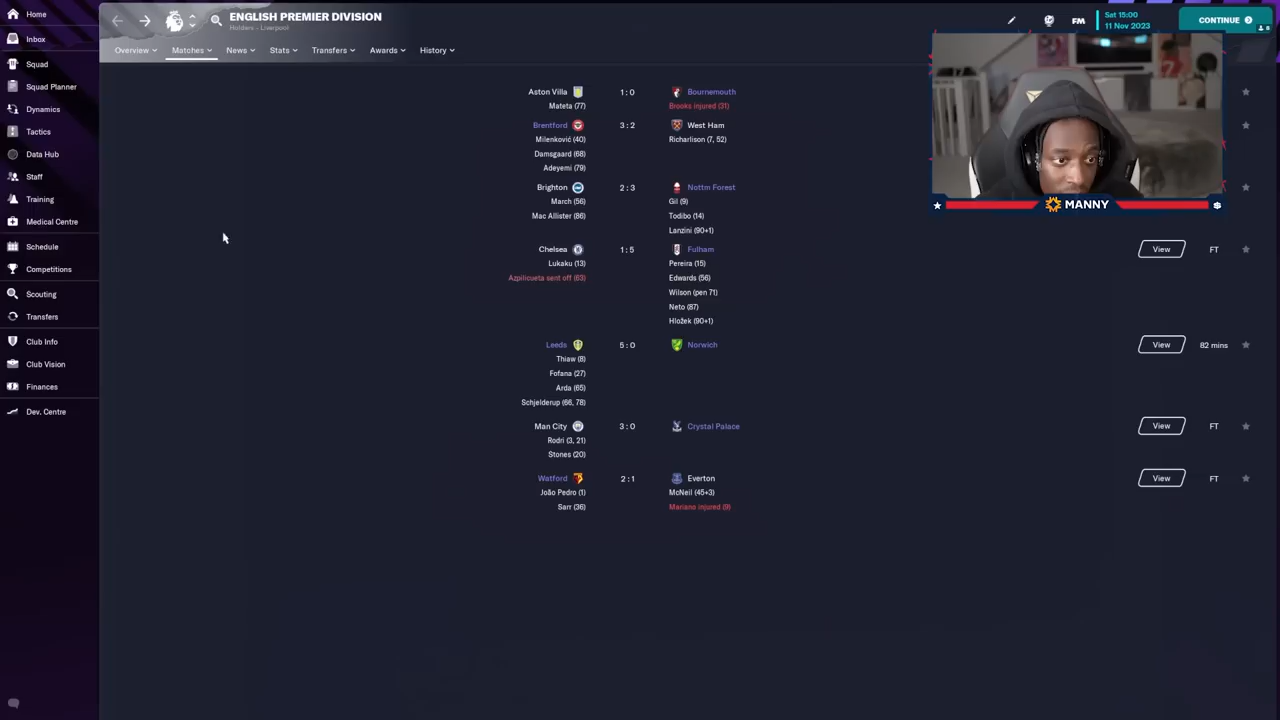 Home
Inbox
Squad
Squad Planner
Dynamics
Tactics
Data Hub
Staff
Training
Medical Centre
Schedule
Competitions
Scouting
Transfers
Club Info
Club Vision
Finances
Dev. Centre
ENGLISH PREMIER DIVISION
Holders - Liverpool
FM
Sat 15:00
11 Nov 2023
CONTINUE
8
Overview Matches News Stats Transfers Awards History
MANNY
Aston Villa 1 : 0 Bournemouth
Mateta (77) Brooks injured (31)
Brentford 3 : 2 West Ham
Milenković (40) Richarlison (7, 52)
Damsgaard (68)
Adeyemi (79)
Brighton 2 : 3 Nottm Forest
March (56) Gil (9)
Mac Allister (86) Todibo (14)
Lanzini (90+1)
Chelsea 1 : 5 Fulham View FT
Lukaku (13) Pereira (15)
Azpilicueta sent off (63) Edwards (56)
Wilson (pen 71)
Neto (87)
Hložek (90+1)
Leeds 5 : 0 Norwich View 82 mins
Thiaw (8)
Fofana (27)
Arda (65)
Schjelderup (66, 78)
Man City 3 : 0 Crystal Palace View FT
Rodri (3, 21)
Stones (20)
Watford 2 : 1 Everton View FT
João Pedro (1) McNeil (45+3)
Sarr (36) Mariano injured (9)